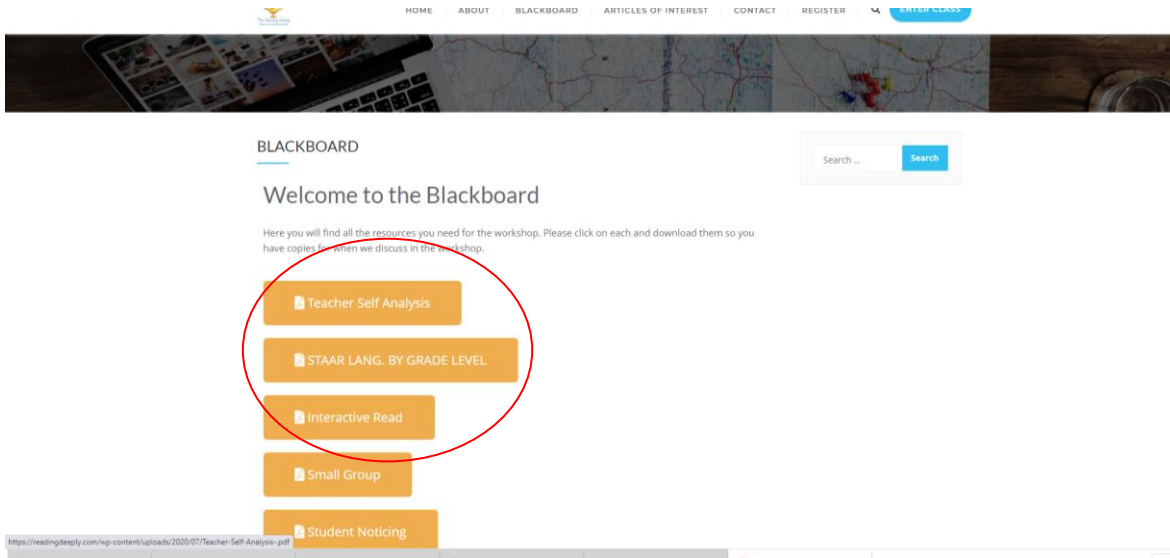 HOME ABOUT BLACKBOARD ARTICLES OF INTEREST CONTACT REGISTER ENTER CLASS
BLACKBOARD
Search ... Search
Welcome to the Blackboard
Here you will find all the resources you need for the workshop. Please click on each and download them so you
have copies for when we discuss in the workshop.
Teacher Self Analysis
STAAR LANG. BY GRADE LEVEL
Interactive Read
Small Group
Student Noticing
https://readingdeeply.com/wp-content/uploads/2020/07/Teacher-Self-Analysis-.pdf